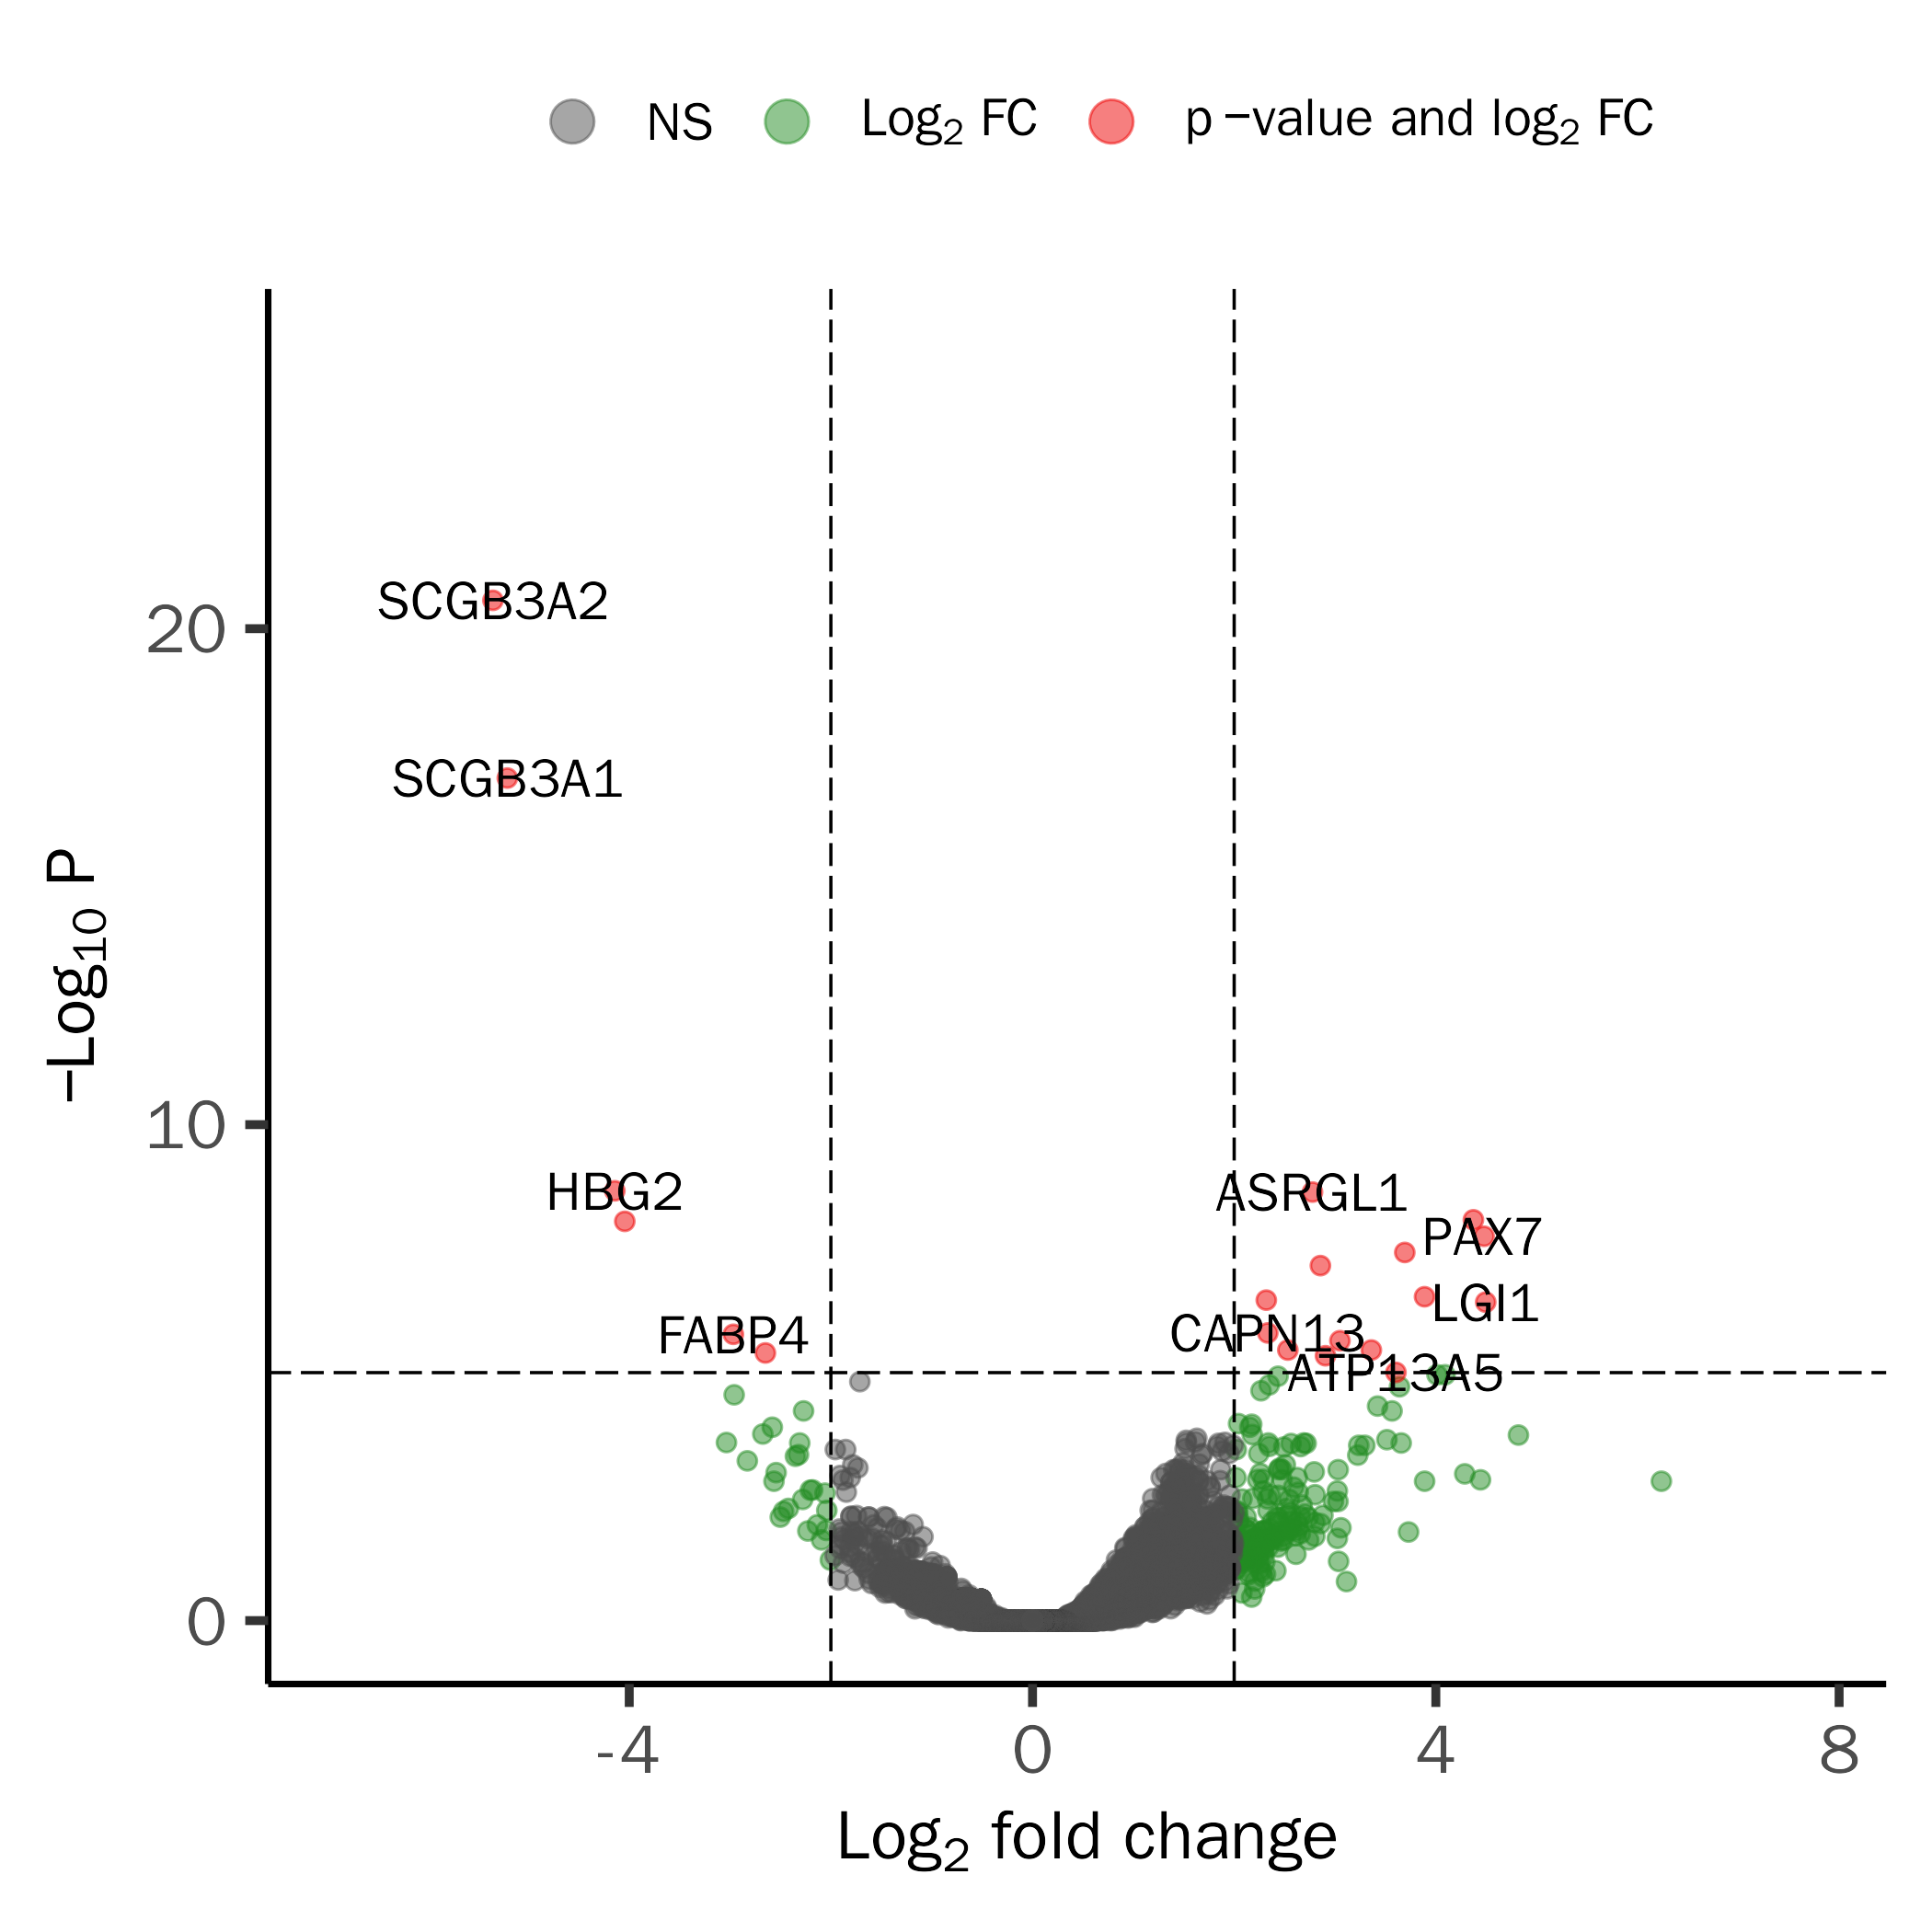 NS Log₂ FC p −value and log₂ FC
SCGB3A2
20
SCGB3A1
−Log₁₀ P
10
HBG2
ASRGL1
PAX7
LGI1
FABP4
CAPN13
ATP13A5
0
-4 0 4 8
Log₂ fold change